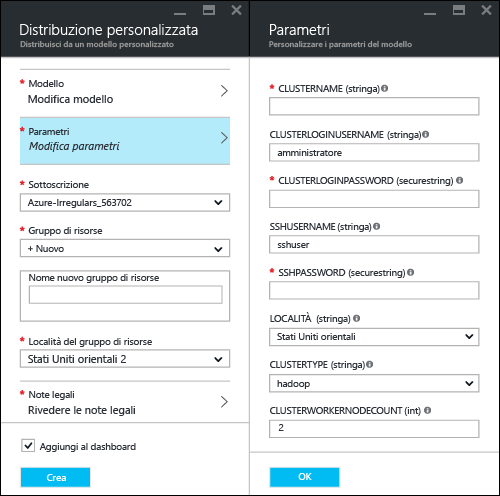 Distribuzione personalizzata
Distribuisci da un modello personalizzato
* Modello
Modifica modello
* Parametri
Modifica parametri
* Sottoscrizione
Azure-Irregulars_563702
* Gruppo di risorse
+ Nuovo
Nome nuovo gruppo di risorse
* Località del gruppo di risorse
Stati Uniti orientali 2
* Note legali
Rivedere le note legali
Aggiungi al dashboard
Crea
Parametri
Personalizzare i parametri del modello
* CLUSTERNAME (stringa)
CLUSTERLOGINUSERNAME (stringa)
amministratore
* CLUSTERLOGINPASSWORD (securestring)
SSHUSERNAME (stringa)
sshuser
* SSHPASSWORD (securestring)
LOCALITÀ (stringa)
Stati Uniti orientali
CLUSTERTYPE (stringa)
hadoop
CLUSTERWORKERNODECOUNT (int)
2
OK